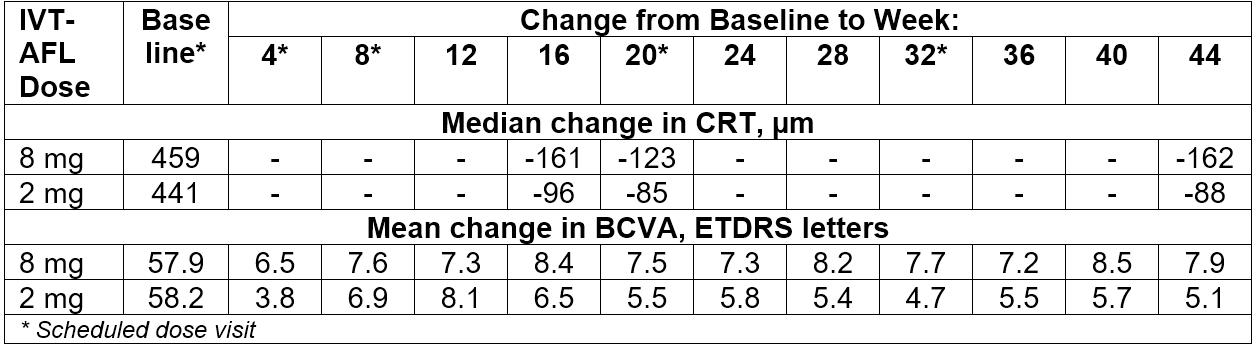 IVT-AFL Dose | Base line* | Change from Baseline to Week:
4* | 8* | 12 | 16 | 20* | 24 | 28 | 32* | 36 | 40 | 44
Median change in CRT, µm
8 mg | 459 | - | - | - | -161 | -123 | - | - | - | - | - | -162
2 mg | 441 | - | - | - | -96 | -85 | - | - | - | - | - | -88
Mean change in BCVA, ETDRS letters
8 mg | 57.9 | 6.5 | 7.6 | 7.3 | 8.4 | 7.5 | 7.3 | 8.2 | 7.7 | 7.2 | 8.5 | 7.9
2 mg | 58.2 | 3.8 | 6.9 | 8.1 | 6.5 | 5.5 | 5.8 | 5.4 | 4.7 | 5.5 | 5.7 | 5.1
* Scheduled dose visit